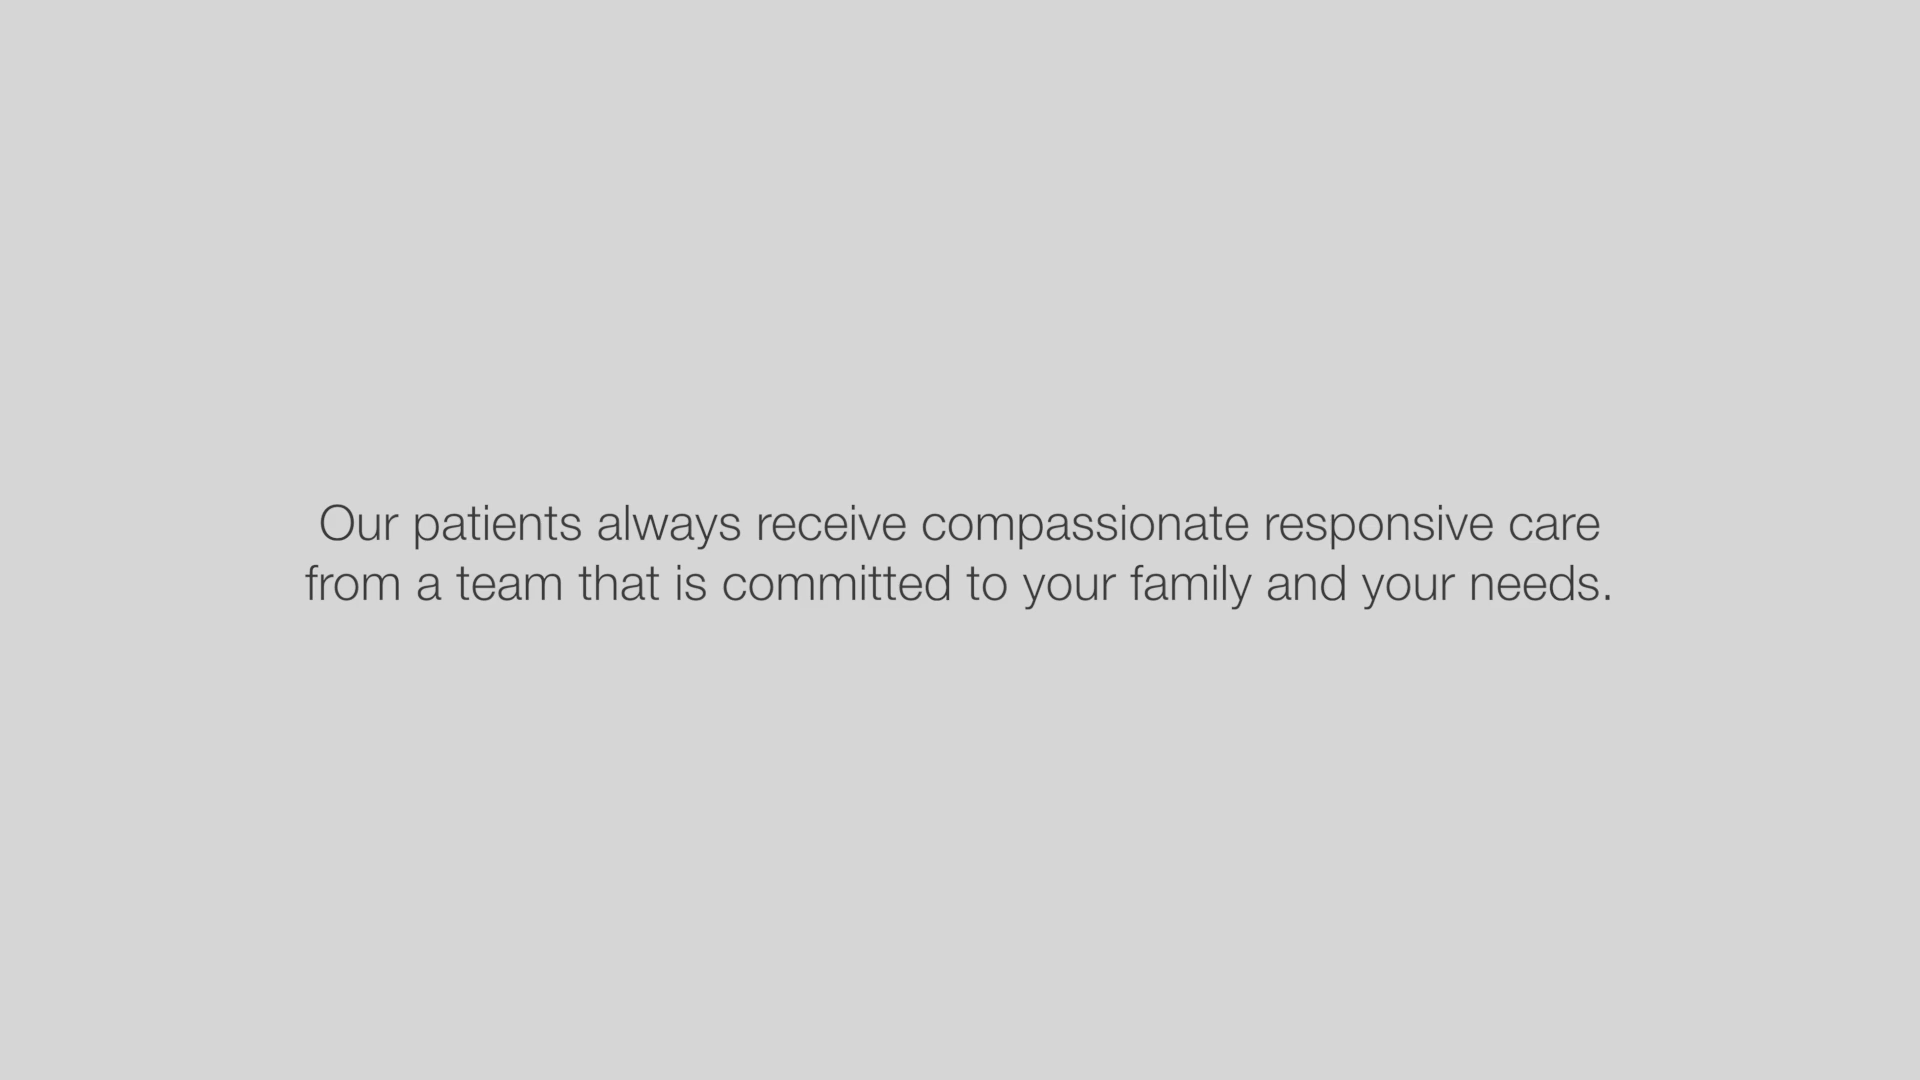 Our patients always receive compassionate responsive care
from a team that is committed to your family and your needs.